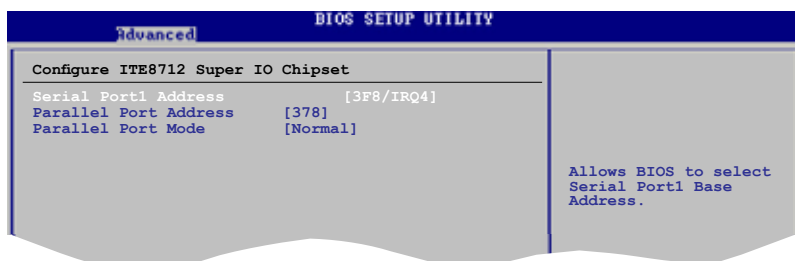 BIOS SETUP UTILITY
Advanced
Configure ITE8712 Super IO Chipset
Serial Port1 Address [3F8/IRQ4]
Parallel Port Address [378]
Parallel Port Mode [Normal]
Allows BIOS to select
Serial Port1 Base
Address.